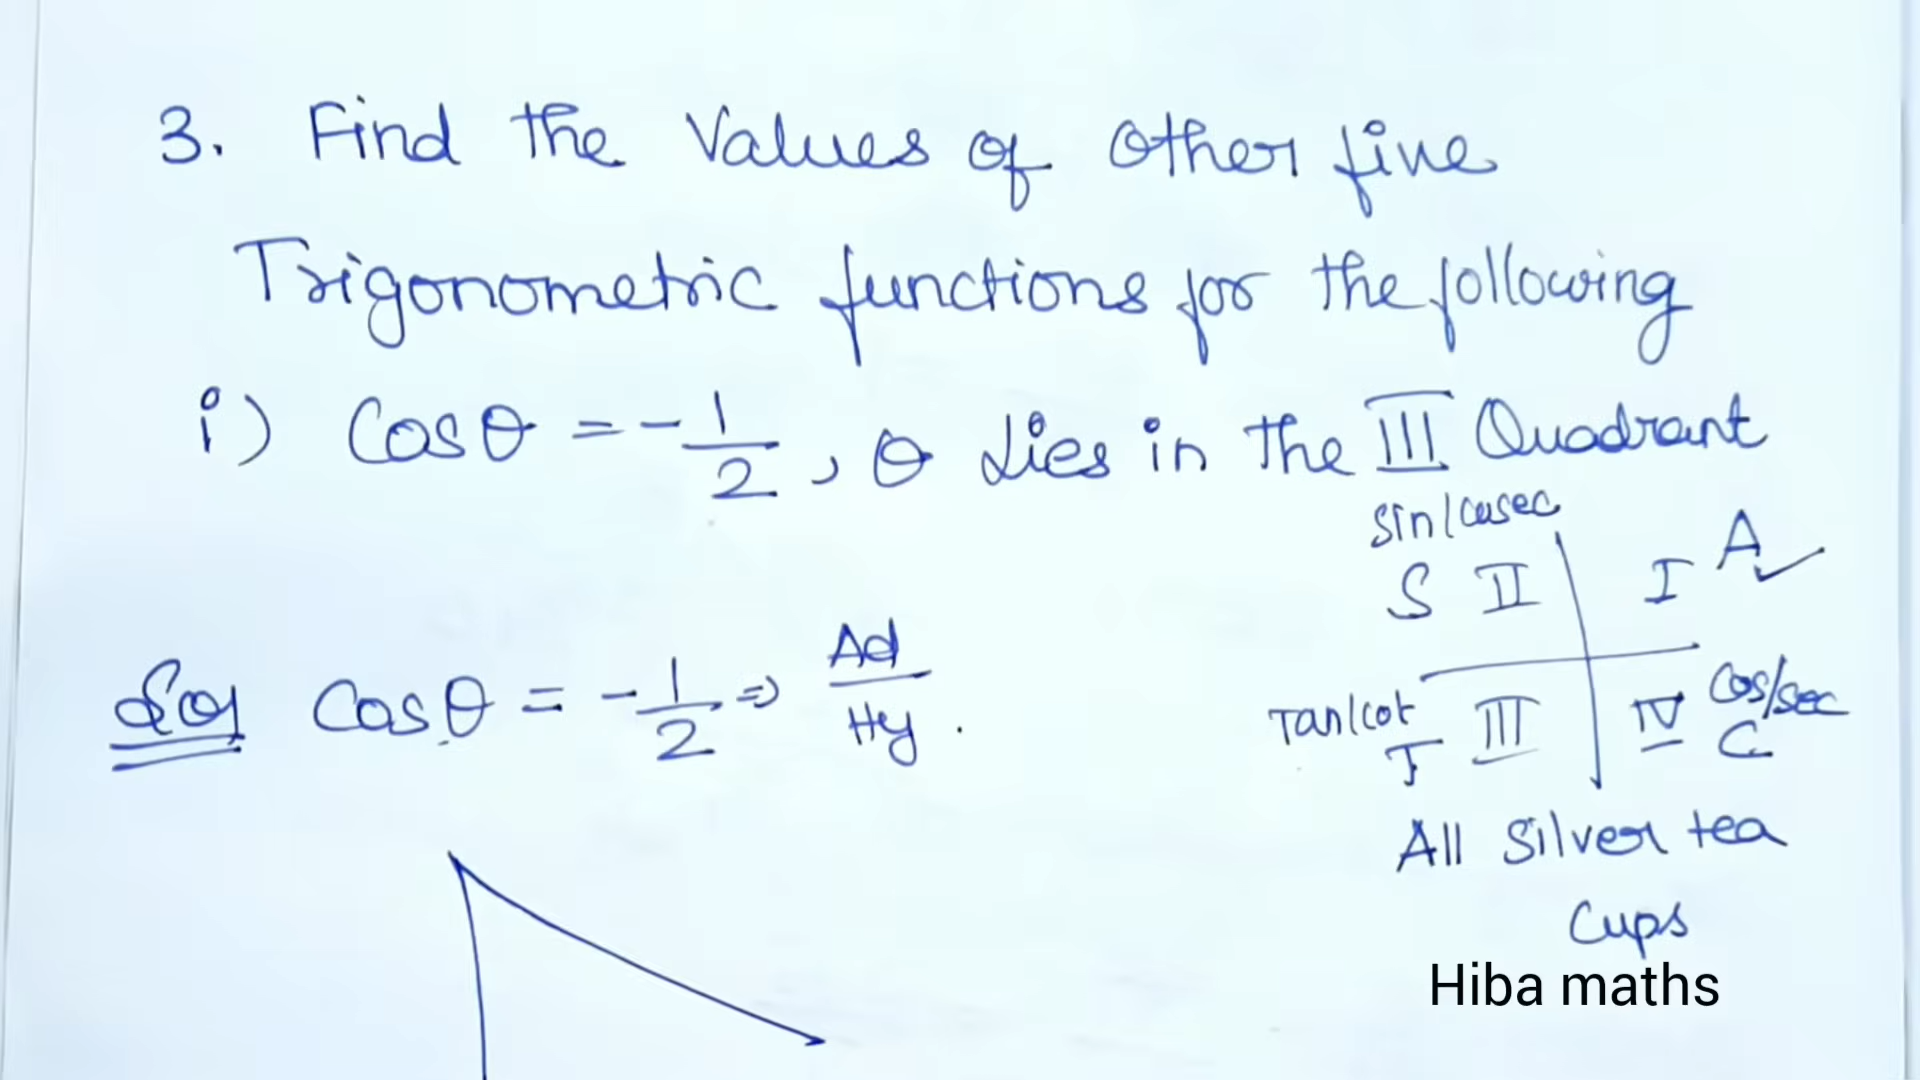 3. Find the Values of other five
Trigonometric functions for the following
i) Cosθ = -1/2, θ Lies in the III Quadrant
Sin/cosec
S II I A ✓
Sol Cosθ = -1/2 ⇒ Ad/Hy.
Tan/cot T III IV Cos/sec C
All Silver tea
Cups
Hiba maths